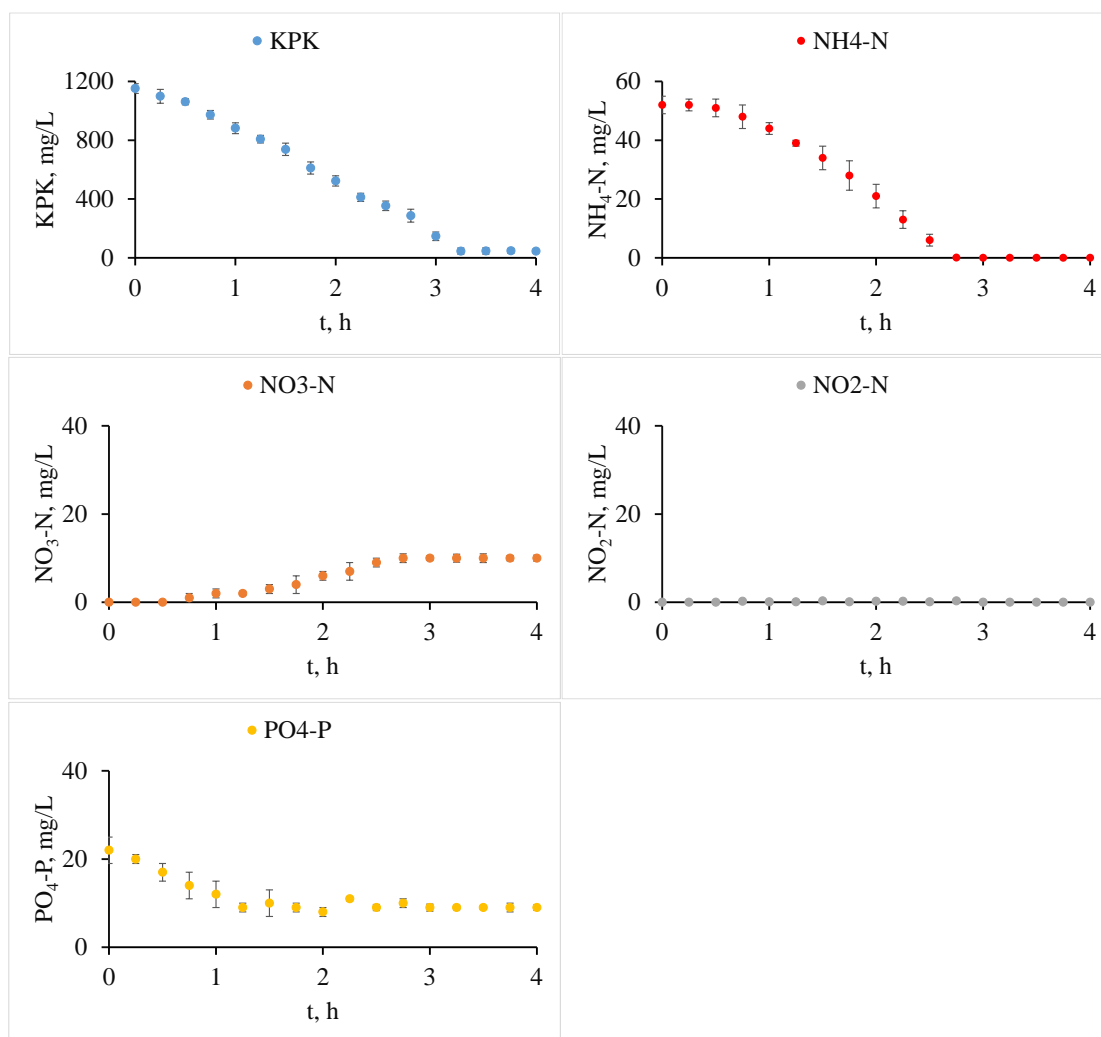 KPK
KPK, mg/L
1200
800
400
0
0 1 2 3 4
t, h
NH4-N
NH₄-N, mg/L
60
40
20
0
0 1 2 3 4
t, h
NO3-N
NO₃-N, mg/L
40
20
0
0 1 2 3 4
t, h
NO2-N
NO₂-N, mg/L
40
20
0
0 1 2 3 4
t, h
PO4-P
PO₄-P, mg/L
40
20
0
0 1 2 3 4
t, h